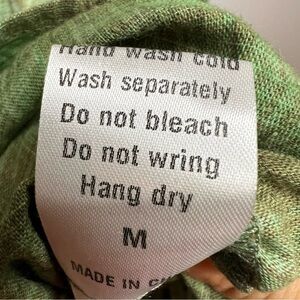 Hand wash cold
Wash separately
Do not bleach
Do not wring
Hang dry
M
MADE IN